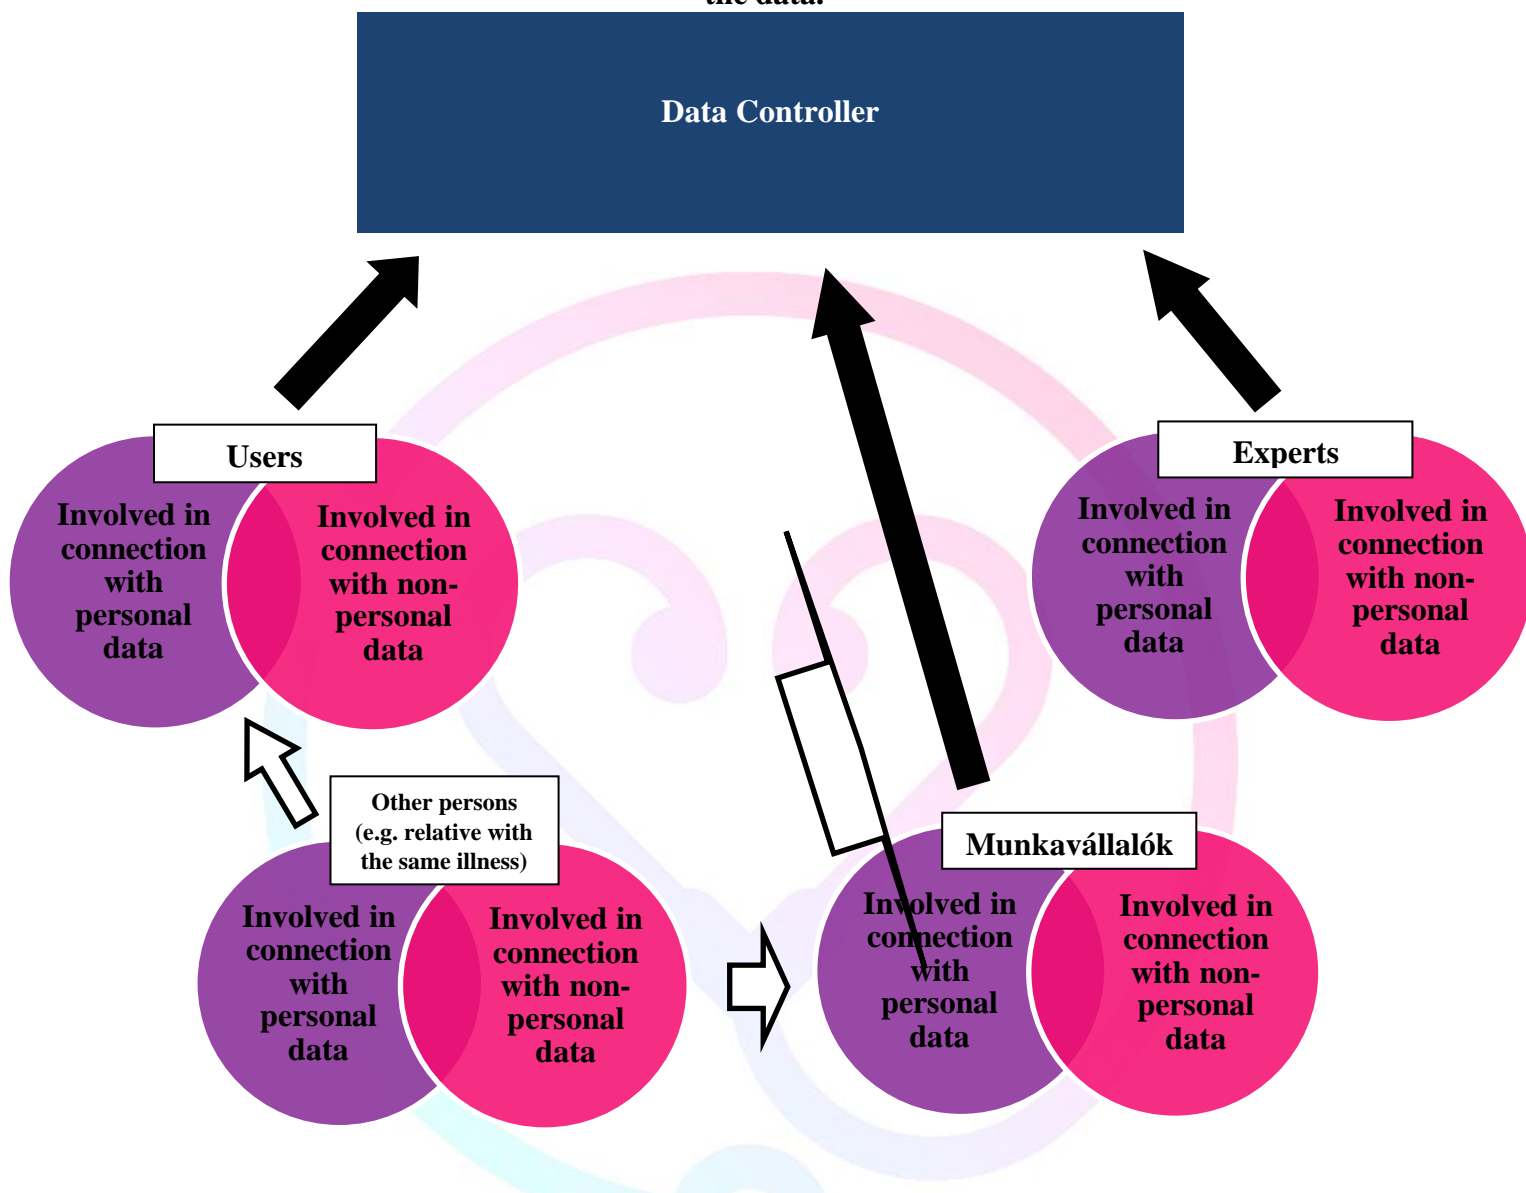 the data.
Data Controller
Users
Involved in
connection
with
personal
data
Involved in
connection
with non-
personal
data
Experts
Involved in
connection
with
personal
data
Involved in
connection
with non-
personal
data
Other persons
(e.g. relative with
the same illness)
Involved in
connection
with
personal
data
Involved in
connection
with non-
personal
data
Munkavállalók
Involved in
connection
with
personal
data
Involved in
connection
with non-
personal
data